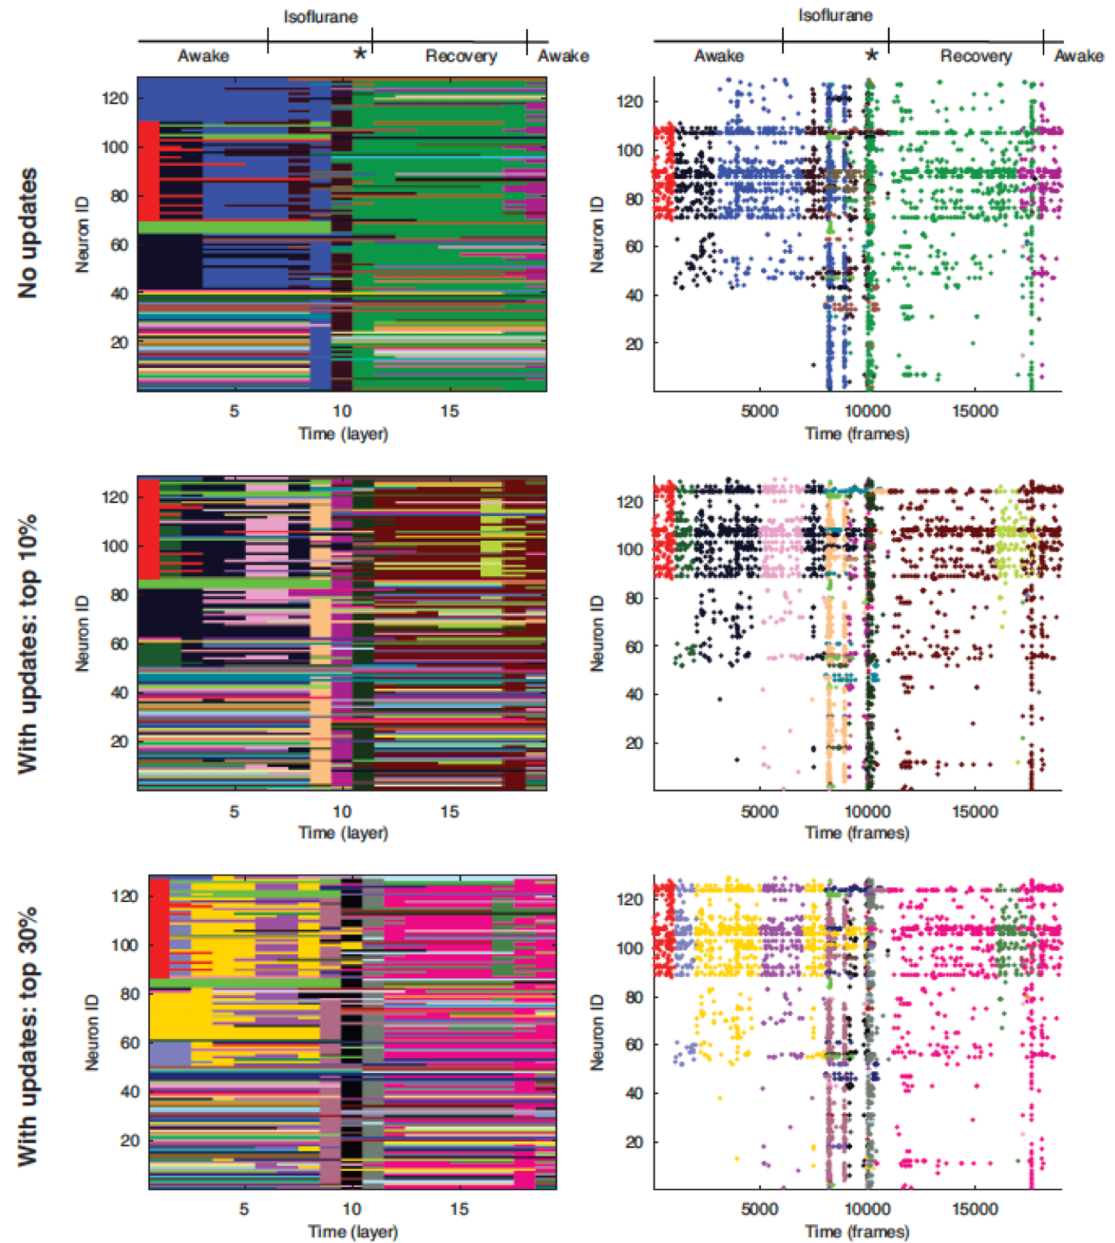 Isoflurane
Awake
*
Recovery
Awake
Isoflurane
Awake
*
Recovery
Awake
No updates
Neuron ID
120
100
80
60
40
20
5
10
15
Time (layer)
Neuron ID
120
100
80
60
40
20
5000
10000
15000
Time (frames)
With updates: top 10%
Neuron ID
120
100
80
60
40
20
5
10
15
Time (layer)
Neuron ID
120
100
80
60
40
20
5000
10000
15000
Time (frames)
With updates: top 30%
Neuron ID
120
100
80
60
40
20
5
10
15
Time (layer)
Neuron ID
120
100
80
60
40
20
5000
10000
15000
Time (frames)